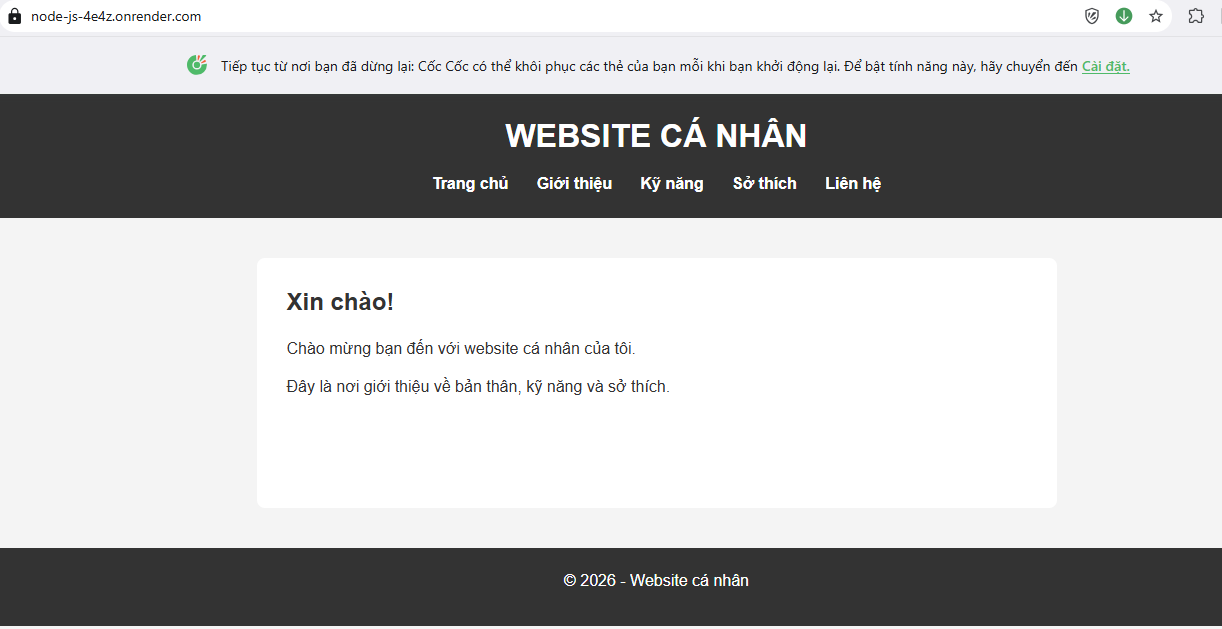 node-js-4e4z.onrender.com
Tiếp tục từ nơi bạn đã dừng lại: Cốc Cốc có thể khôi phục các thẻ của bạn mỗi khi bạn khởi động lại. Để bật tính năng này, hãy chuyển đến Cài đặt.
WEBSITE CÁ NHÂN
Trang chủ Giới thiệu Kỹ năng Sở thích Liên hệ
Xin chào!
Chào mừng bạn đến với website cá nhân của tôi.
Đây là nơi giới thiệu về bản thân, kỹ năng và sở thích.
© 2026 - Website cá nhân